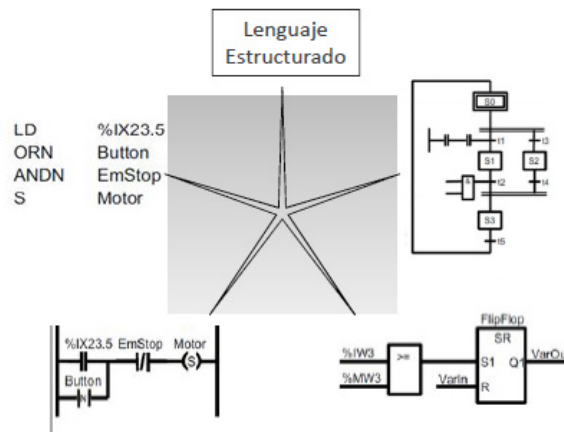 Lenguaje
Estructurado
LD %IX23.5
ORN Button
ANDN EmStop
S Motor
S0
t1 t3
S1 S2
& t2 t4
S3
t5
%IX23.5 EmStop Motor
S
Button
N
FlipFlop
SR
%IW3 >= S1 Q1 VarOu
%MW3 VarIn R